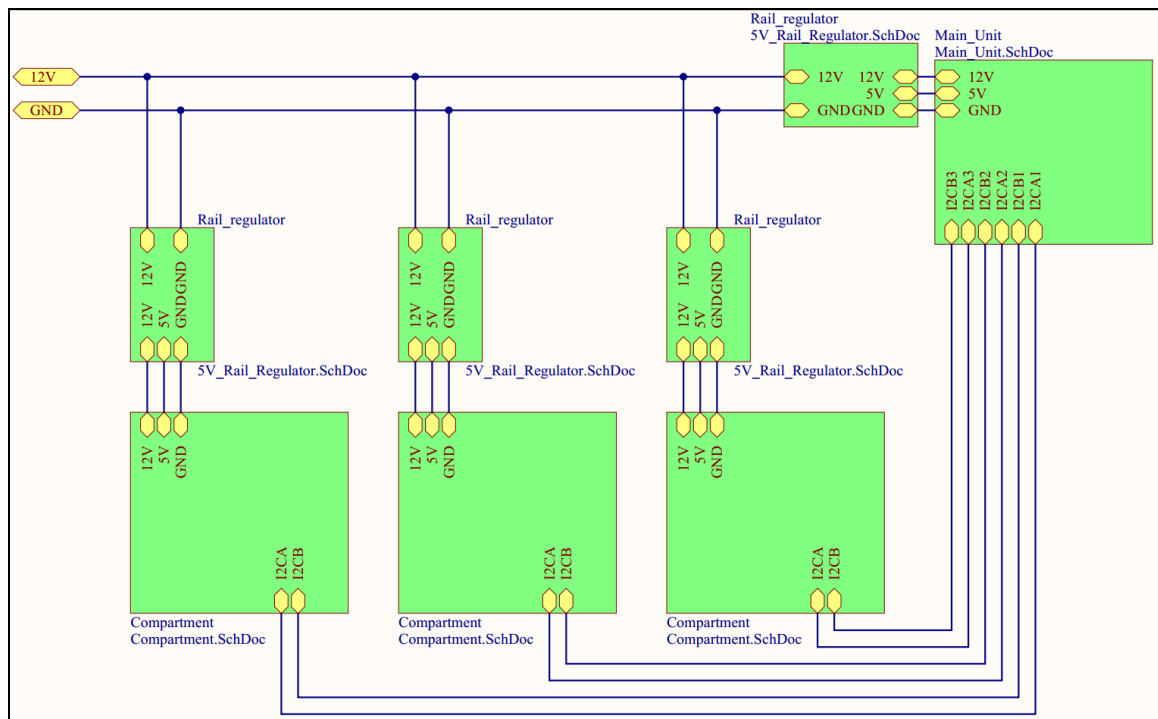 Rail_regulator
5V_Rail_Regulator.SchDoc
Main_Unit
Main_Unit.SchDoc
12V
GND
12V 12V
5V
GND GND
12V
5V
GND
I2CB3
I2CA3
I2CB2
I2CA2
I2CB1
I2CA1
Rail_regulator
12V
GND
12V
5V
GND
5V_Rail_Regulator.SchDoc
Rail_regulator
12V
GND
12V
5V
GND
5V_Rail_Regulator.SchDoc
Rail_regulator
12V
GND
12V
5V
GND
5V_Rail_Regulator.SchDoc
12V
5V
GND
I2CA
I2CB
Compartment
Compartment.SchDoc
12V
5V
GND
I2CA
I2CB
Compartment
Compartment.SchDoc
12V
5V
GND
I2CA
I2CB
Compartment
Compartment.SchDoc